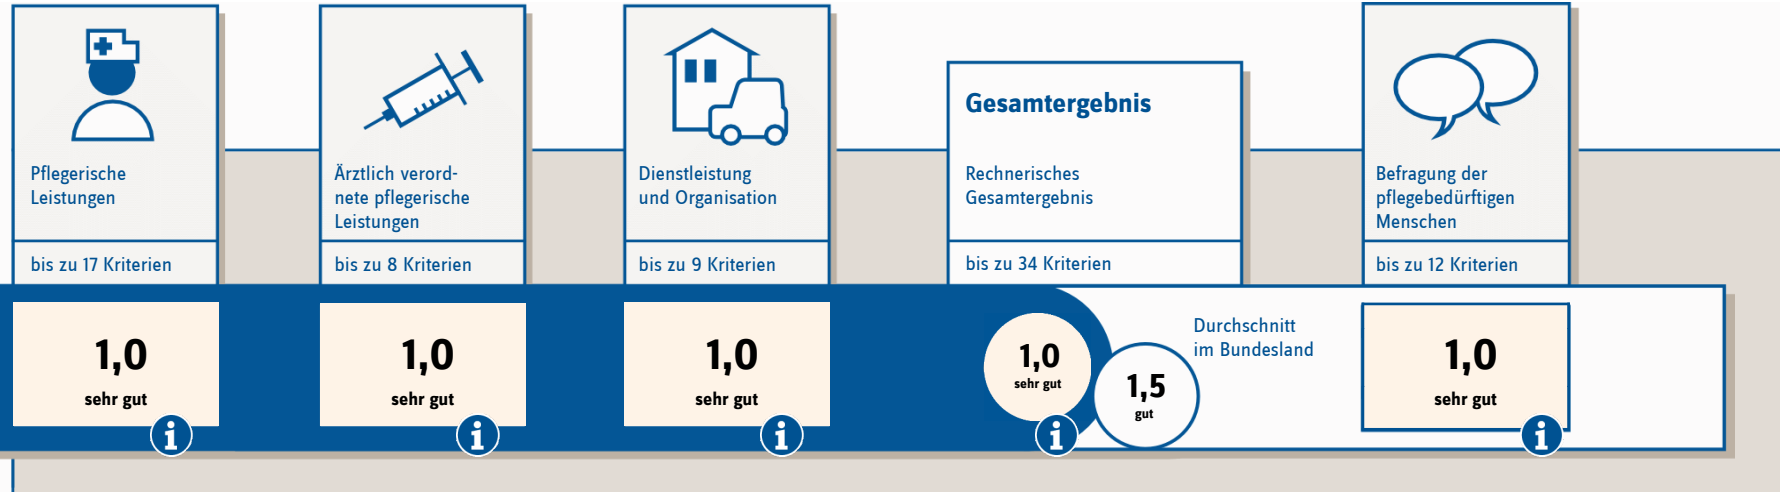 Pflegerische
Leistungen
bis zu 17 Kriterien
1,0
sehr gut
i
Ärztlich verord-
nete pflegerische
Leistungen
bis zu 8 Kriterien
1,0
sehr gut
i
Dienstleistung
und Organisation
bis zu 9 Kriterien
1,0
sehr gut
i
Gesamtergebnis
Rechnerisches
Gesamtergebnis
bis zu 34 Kriterien
1,0
sehr gut
i
1,5
gut
Durchschnitt
im Bundesland
Befragung der
pflegebedürftigen
Menschen
bis zu 12 Kriterien
1,0
sehr gut
i